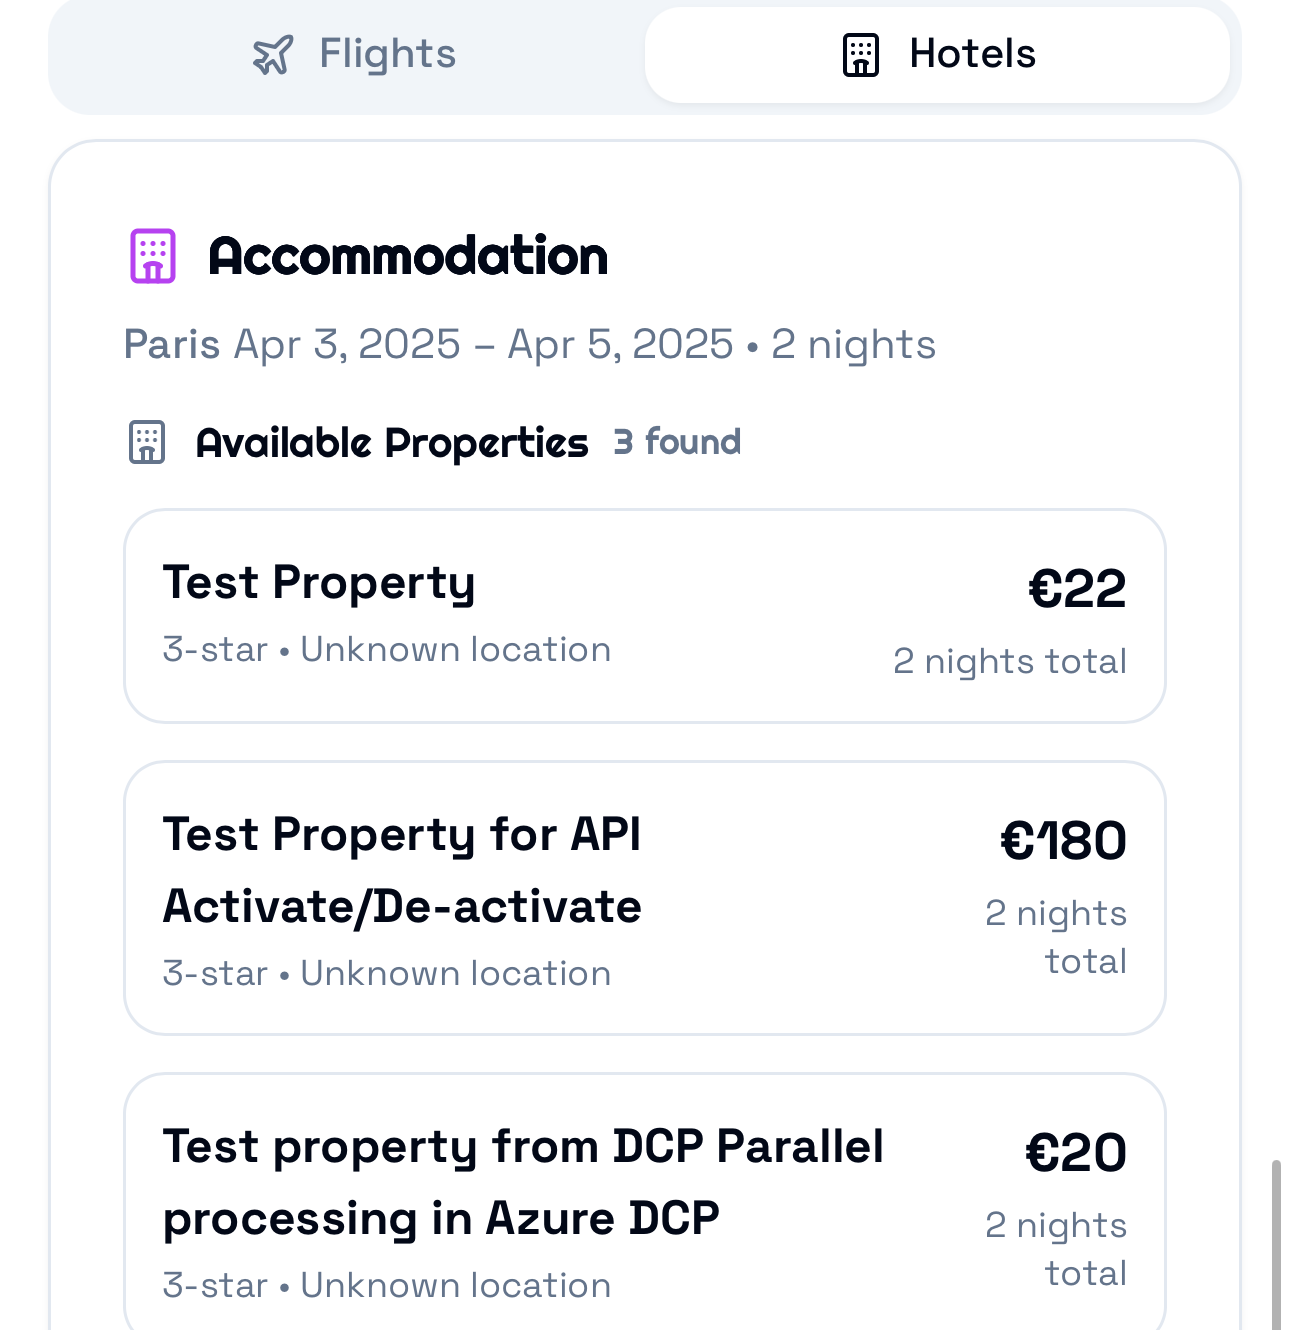 Flights
Hotels
Accommodation
Paris Apr 3, 2025 – Apr 5, 2025 • 2 nights
Available Properties 3 found
Test Property
€22
3-star • Unknown location
2 nights total
Test Property for API
Activate/De-activate
€180
2 nights
total
3-star • Unknown location
Test property from DCP Parallel
processing in Azure DCP
€20
2 nights
total
3-star • Unknown location